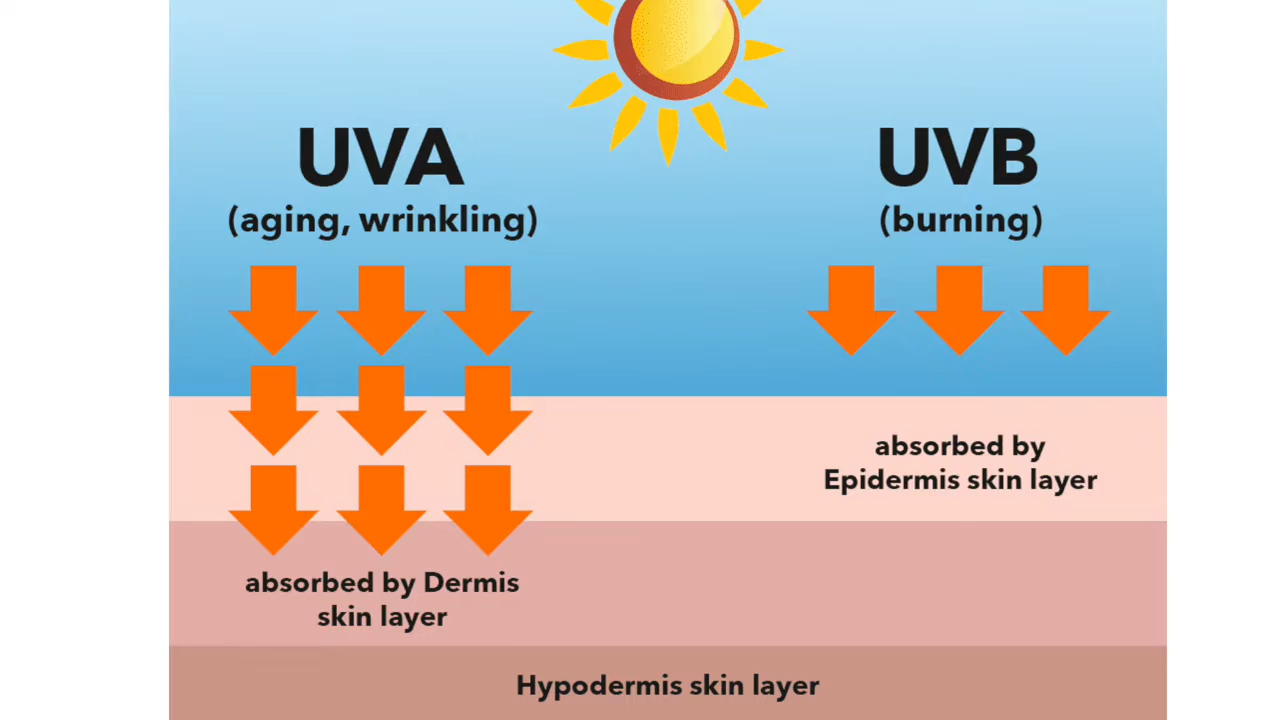 UVA
(aging, wrinkling)
UVB
(burning)
absorbed by
Epidermis skin layer
absorbed by Dermis
skin layer
Hypodermis skin layer